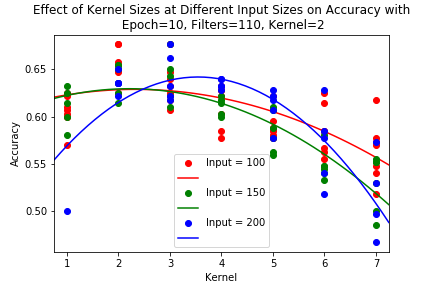 Effect of Kernel Sizes at Different Input Sizes on Accuracy with
Epoch=10, Filters=110, Kernel=2
Accuracy
0.65
0.60
0.55
0.50
Input = 100
Input = 150
Input = 200
1 2 3 4 5 6 7
Kernel